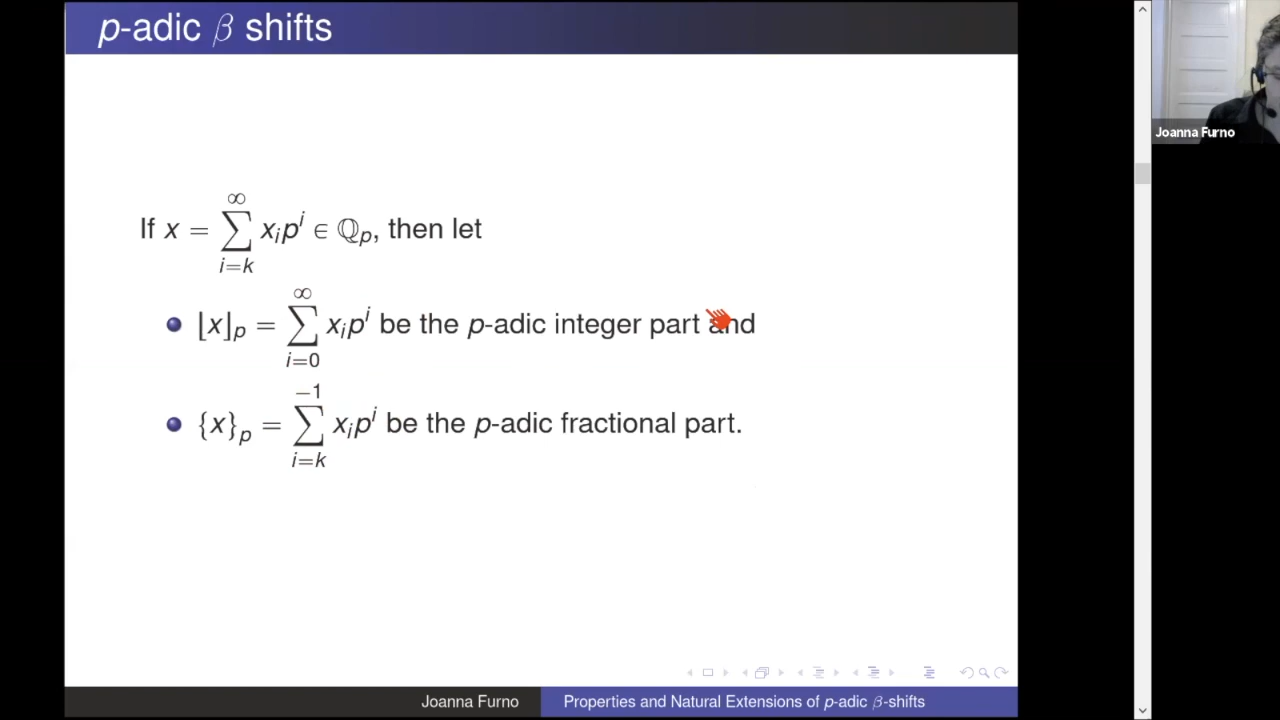 p-adic β shifts
If x = ∑_{i=k}^{∞} x_i p^i ∈ ℚ_p, then let
⌊x⌋_p = ∑_{i=0}^{∞} x_i p^i be the p-adic integer part and
{x}_p = ∑_{i=k}^{−1} x_i p^i be the p-adic fractional part.
Joanna Furno
Properties and Natural Extensions of p-adic β-shifts
Joanna Furno